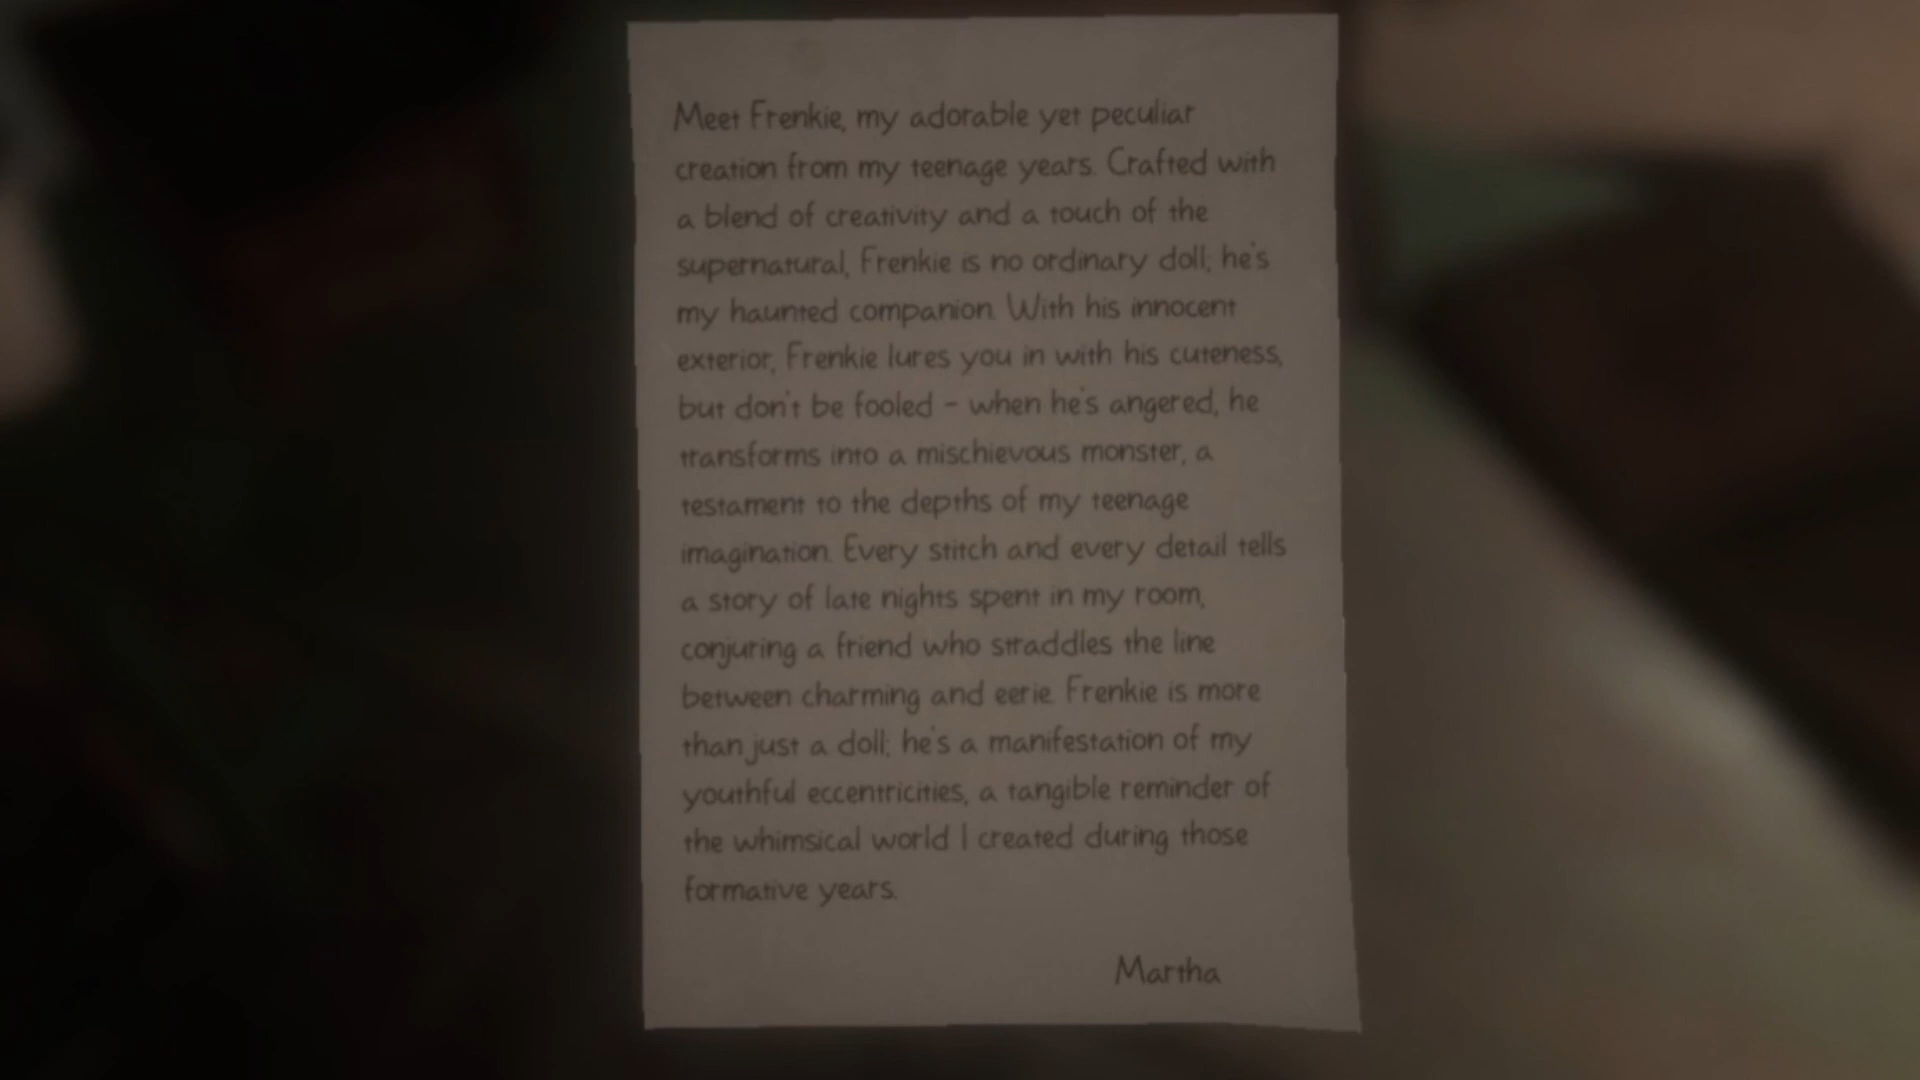 Meet Frenkie, my adorable yet peculiar
creation from my teenage years. Crafted with
a blend of creativity and a touch of the
supernatural, Frenkie is no ordinary doll; he's
my haunted companion. With his innocent
exterior, Frenkie lures you in with his cuteness,
but don't be fooled - when he's angered, he
transforms into a mischievous monster, a
testament to the depths of my teenage
imagination. Every stitch and every detail tells
a story of late nights spent in my room,
conjuring a friend who straddles the line
between charming and eerie. Frenkie is more
than just a doll; he's a manifestation of my
youthful eccentricities, a tangible reminder of
the whimsical world I created during those
formative years.
Martha